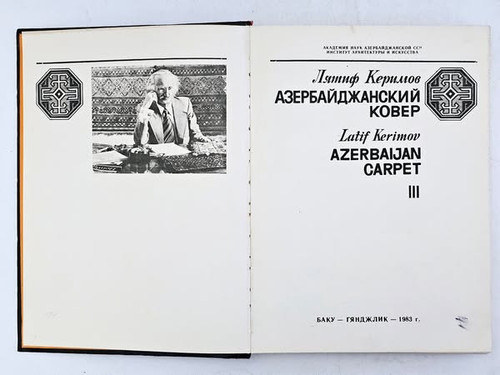 АКАДЕМИЯ НАУК АЗЕРБАЙДЖАНСКОЙ ССР
ИНСТИТУТ АРХИТЕКТУРЫ И ИСКУССТВА
Лятиф Керимов
АЗЕРБАЙДЖАНСКИЙ
КОВЕР
Latif Kerimov
AZERBAIJAN
CARPET
III
БАКУ — ГЯНДЖЛИК — 1983 г.